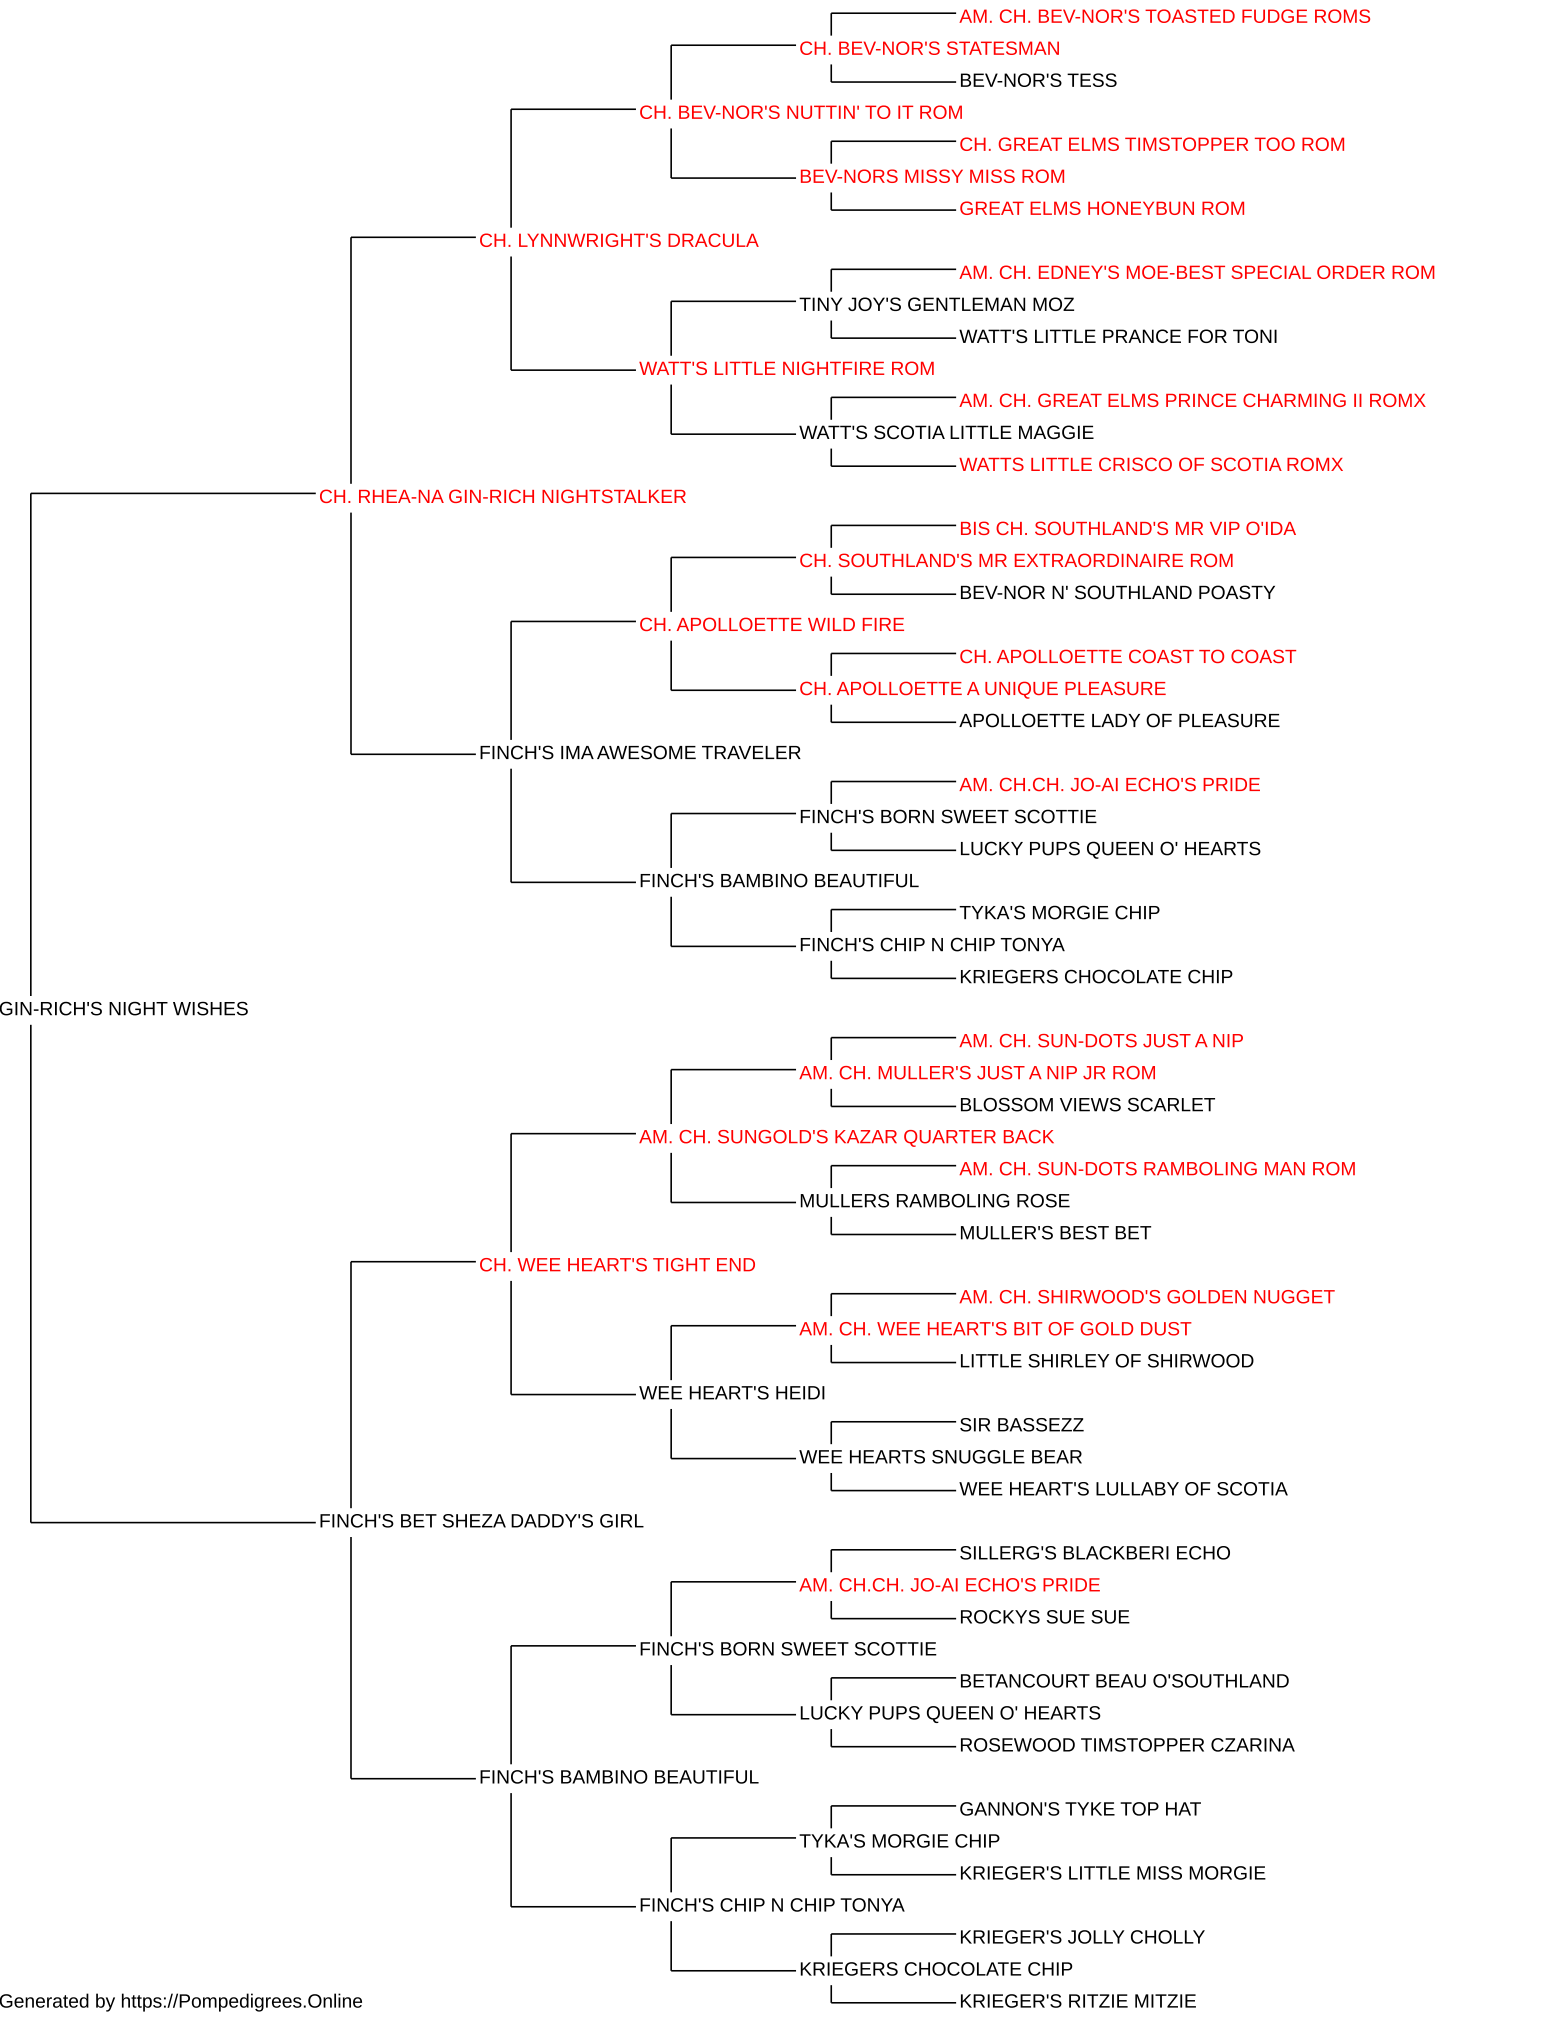 AM. CH. BEV-NOR'S TOASTED FUDGE ROMS
CH. BEV-NOR'S STATESMAN
BEV-NOR'S TESS
CH. BEV-NOR'S NUTTIN' TO IT ROM
CH. GREAT ELMS TIMSTOPPER TOO ROM
BEV-NORS MISSY MISS ROM
GREAT ELMS HONEYBUN ROM
CH. LYNNWRIGHT'S DRACULA
AM. CH. EDNEY'S MOE-BEST SPECIAL ORDER ROM
TINY JOY'S GENTLEMAN MOZ
WATT'S LITTLE PRANCE FOR TONI
WATT'S LITTLE NIGHTFIRE ROM
AM. CH. GREAT ELMS PRINCE CHARMING II ROMX
WATT'S SCOTIA LITTLE MAGGIE
WATTS LITTLE CRISCO OF SCOTIA ROMX
CH. RHEA-NA GIN-RICH NIGHTSTALKER
BIS CH. SOUTHLAND'S MR VIP O'IDA
CH. SOUTHLAND'S MR EXTRAORDINAIRE ROM
BEV-NOR N' SOUTHLAND POASTY
CH. APOLLOETTE WILD FIRE
CH. APOLLOETTE COAST TO COAST
CH. APOLLOETTE A UNIQUE PLEASURE
APOLLOETTE LADY OF PLEASURE
FINCH'S IMA AWESOME TRAVELER
AM. CH.CH. JO-AI ECHO'S PRIDE
FINCH'S BORN SWEET SCOTTIE
LUCKY PUPS QUEEN O' HEARTS
FINCH'S BAMBINO BEAUTIFUL
TYKA'S MORGIE CHIP
FINCH'S CHIP N CHIP TONYA
KRIEGERS CHOCOLATE CHIP
GIN-RICH'S NIGHT WISHES
AM. CH. SUN-DOTS JUST A NIP
AM. CH. MULLER'S JUST A NIP JR ROM
BLOSSOM VIEWS SCARLET
AM. CH. SUNGOLD'S KAZAR QUARTER BACK
AM. CH. SUN-DOTS RAMBOLING MAN ROM
MULLERS RAMBOLING ROSE
MULLER'S BEST BET
CH. WEE HEART'S TIGHT END
AM. CH. SHIRWOOD'S GOLDEN NUGGET
AM. CH. WEE HEART'S BIT OF GOLD DUST
LITTLE SHIRLEY OF SHIRWOOD
WEE HEART'S HEIDI
SIR BASSEZZ
WEE HEARTS SNUGGLE BEAR
WEE HEART'S LULLABY OF SCOTIA
FINCH'S BET SHEZA DADDY'S GIRL
SILLERG'S BLACKBERI ECHO
AM. CH.CH. JO-AI ECHO'S PRIDE
ROCKYS SUE SUE
FINCH'S BORN SWEET SCOTTIE
BETANCOURT BEAU O'SOUTHLAND
LUCKY PUPS QUEEN O' HEARTS
ROSEWOOD TIMSTOPPER CZARINA
FINCH'S BAMBINO BEAUTIFUL
GANNON'S TYKE TOP HAT
TYKA'S MORGIE CHIP
KRIEGER'S LITTLE MISS MORGIE
FINCH'S CHIP N CHIP TONYA
KRIEGER'S JOLLY CHOLLY
KRIEGERS CHOCOLATE CHIP
KRIEGER'S RITZIE MITZIE
Generated by https://Pompedigrees.Online